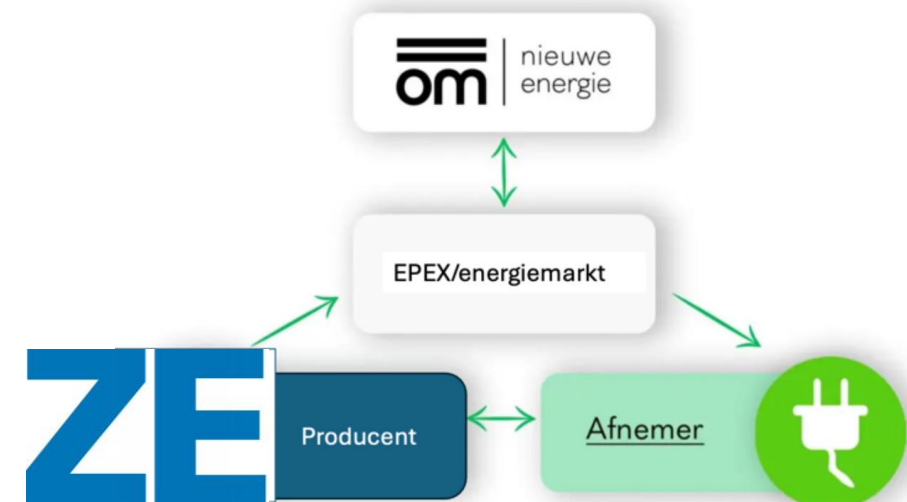 om
nieuwe
energie
EPEX/energiemarkt
ZE
Producent
Afnemer